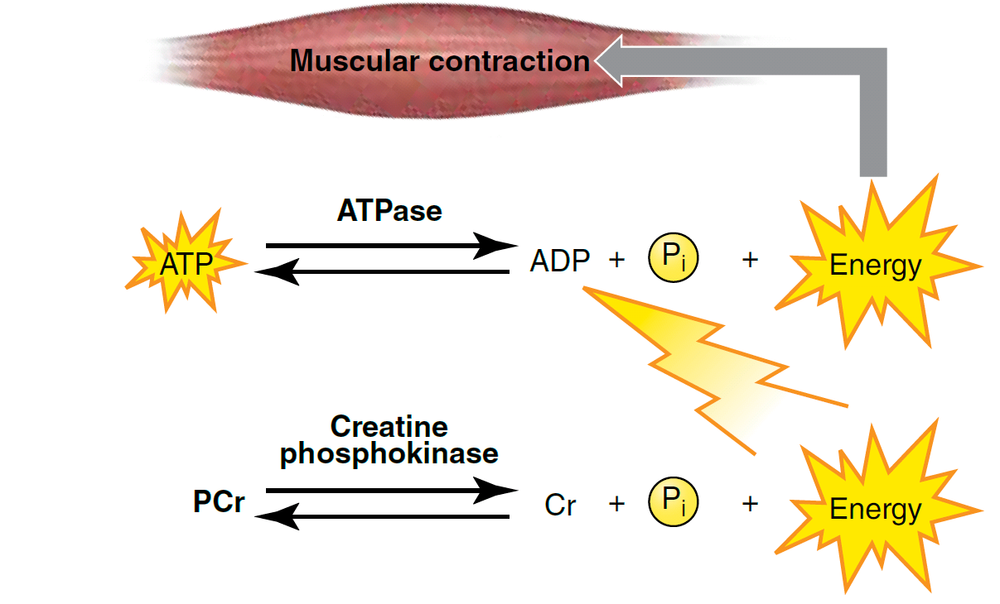 Muscular contraction
ATPase
ATP
ADP + Pi + Energy
Creatine
phosphokinase
PCr
Cr + Pi + Energy